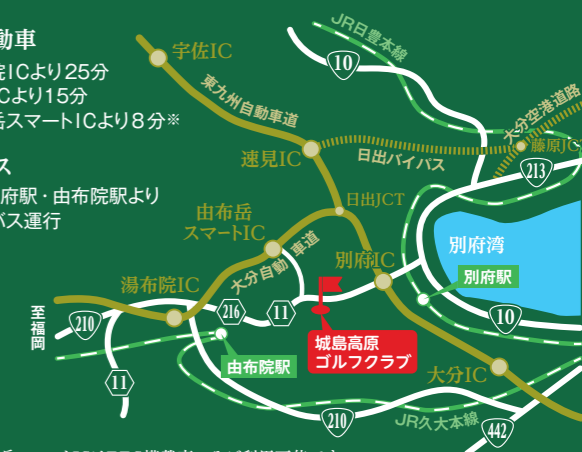 動車
院ICより25分
ICより15分
岳スマートICより8分※
ス
府駅・由布院駅より
バス運行
宇佐IC
JR日豊本線
10
東九州自動車道
大分空港道路
速見IC
日出バイパス
藤原JC
213
日出JCT
由布岳
スマートIC
大分自動車道
別府IC
別府湾
別府駅
湯布院IC
216
11
10
至福岡
210
城島高原
ゴルフクラブ
由布院駅
11
大分IC
210
JR久大本線
442